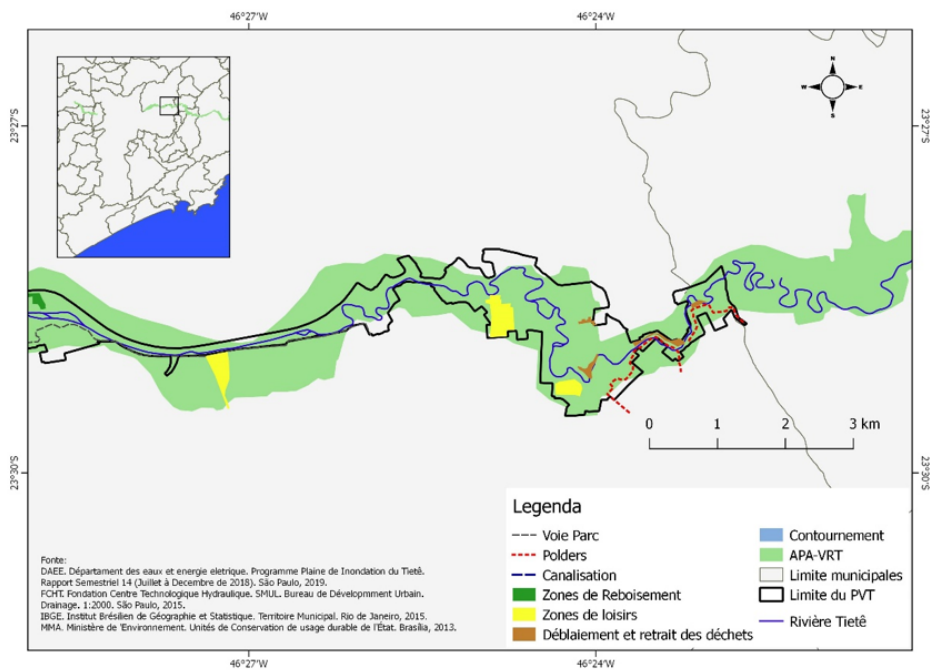 46°27'W
46°24'W
N
W
E
S
23°27'S
23°27'S
0
1
2
3 km
23°30'S
23°30'S
Legenda
Voie Parc
Polders
Canalisation
Zones de Reboisement
Zones de loisirs
Déblaiement et retrait des déchets
Contournement
APA-VRT
Limite municipales
Limite du PVT
Rivière Tietê
Fonte:
DAEE. Départament des eaux et energie eletrique. Programme Plaine de Inondation du Tietê.
Rapport Semestriel 14 (Juillet à Decembre de 2018). São Paulo, 2019.
FCHT. Fondation Centre Technologique Hydraulique. SMUL. Bureau de Dévelopmment Urbain.
Drainage. 1:2000. São Paulo, 2015.
IBGE. Institut Brésilien de Géographie et Statistique. Territoire Municipal. Rio de Janeiro, 2015.
MMA. Ministère de 'Environnement. Unités de Conservation de usage durable de l'État. Brasília, 2013.
46°27'W
46°24'W